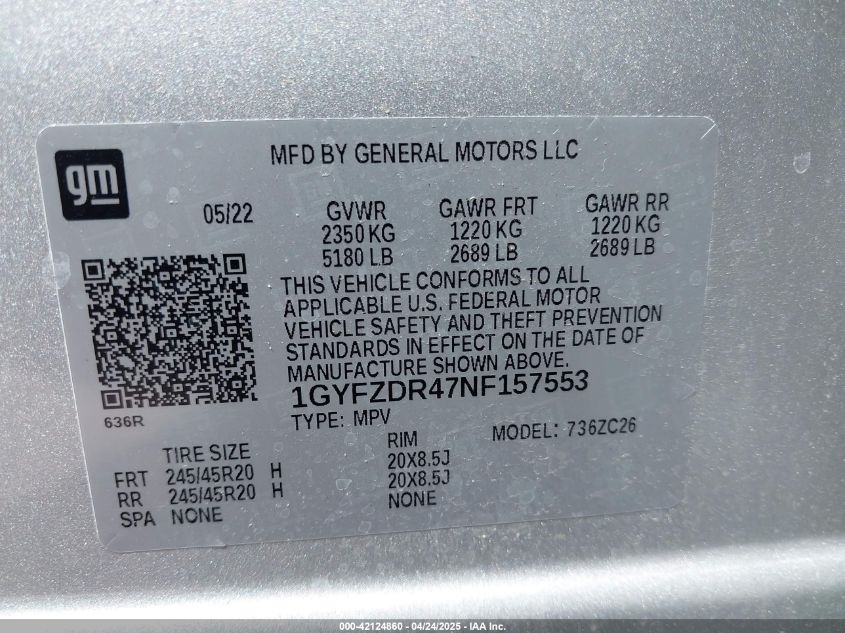 MFD BY GENERAL MOTORS LLC
gm
05/22 GVWR GAWR FRT GAWR RR
2350 KG 1220 KG 1220 KG
5180 LB 2689 LB 2689 LB
THIS VEHICLE CONFORMS TO ALL
APPLICABLE U.S. FEDERAL MOTOR
VEHICLE SAFETY AND THEFT PREVENTION
STANDARDS IN EFFECT ON THE DATE OF
MANUFACTURE SHOWN ABOVE.
1GYFZDR47NF157553
636R
TYPE: MPV MODEL: 736ZC26
TIRE SIZE RIM
FRT 245/45R20 H 20X8.5J
RR 245/45R20 H 20X8.5J
SPA NONE NONE
000-42124860 - 04/24/2025 - IAA Inc.